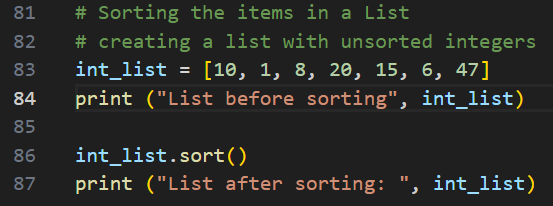 81 # Sorting the items in a List
82 # creating a list with unsorted integers
83 int_list = [10, 1, 8, 20, 15, 6, 47]
84 print ("List before sorting", int_list)
85
86 int_list.sort()
87 print ("List after sorting: ", int_list)